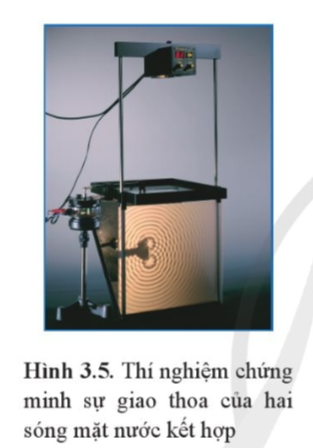 Hình 3.5. Thí nghiệm chứng
minh sự giao thoa của hai
sóng mặt nước kết hợp